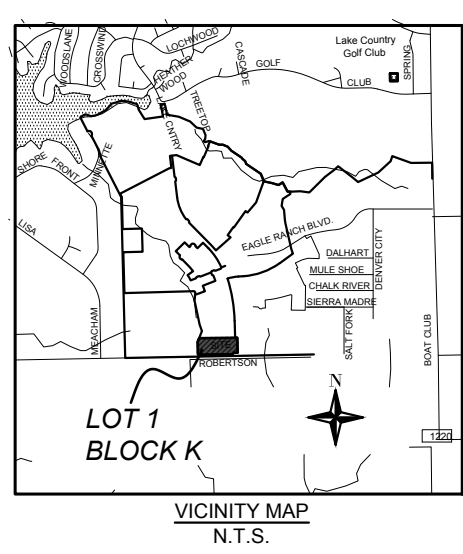 WOODSLANE
CROSSWIND
LOCHWOOD
HEATHER
WOOD
CASCADE
GOLF
CLUB
Lake Country
Golf Club
SPRING
TREETOP
CNTRY
MINNETTE
SHORE
FRONT
LISA
EAGLE RANCH BLVD.
DALHART
MULE SHOE
CHALK RIVER
SIERRA MADRE
DENVER CITY
SALT FORK
BOAT CLUB
MEACHAM
SITE
ROBERTSON
N
LOT 1
BLOCK K
1220
VICINITY MAP
N.T.S.